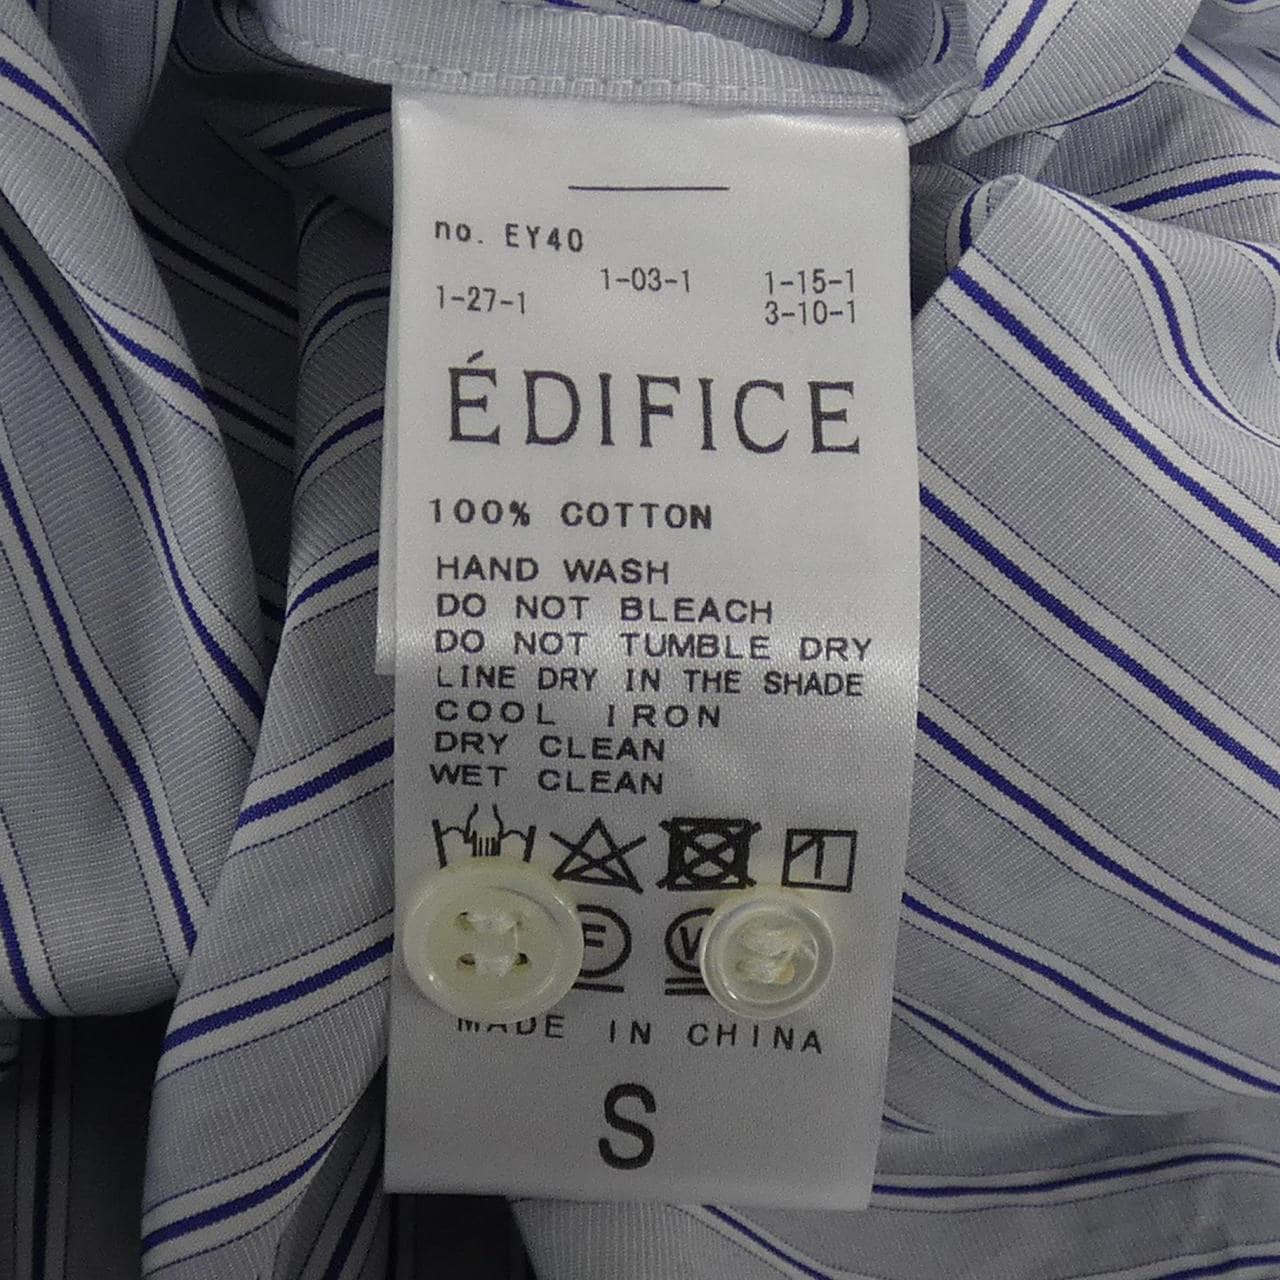 no. EY40
1-03-1 1-15-1
1-27-1 3-10-1
ÉDIFICE
100% COTTON
HAND WASH
DO NOT BLEACH
DO NOT TUMBLE DRY
LINE DRY IN THE SHADE
COOL IRON
DRY CLEAN
WET CLEAN
F W
MADE IN CHINA
S